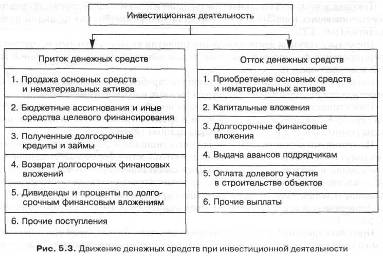 Инвестиционная деятельность
Приток денежных средств
1. Продажа основных средств
и нематериальных активов
2. Бюджетные ассигнования и иные
средства целевого финансирования
3. Полученные долгосрочные
кредиты и займы
4. Возврат долгосрочных финансовых
вложений
5. Дивиденды и проценты по долго-
срочным финансовым вложениям
6. Прочие поступления
Отток денежных средств
1. Приобретение основных средств
и нематериальных активов
2. Капитальные вложения
3. Долгосрочные финансовые
вложения
4. Выдача авансов подрядчикам
5. Оплата долевого участия
в строительстве объектов
6. Прочие выплаты
Рис. 5.3. Движение денежных средств при инвестиционной деятельности